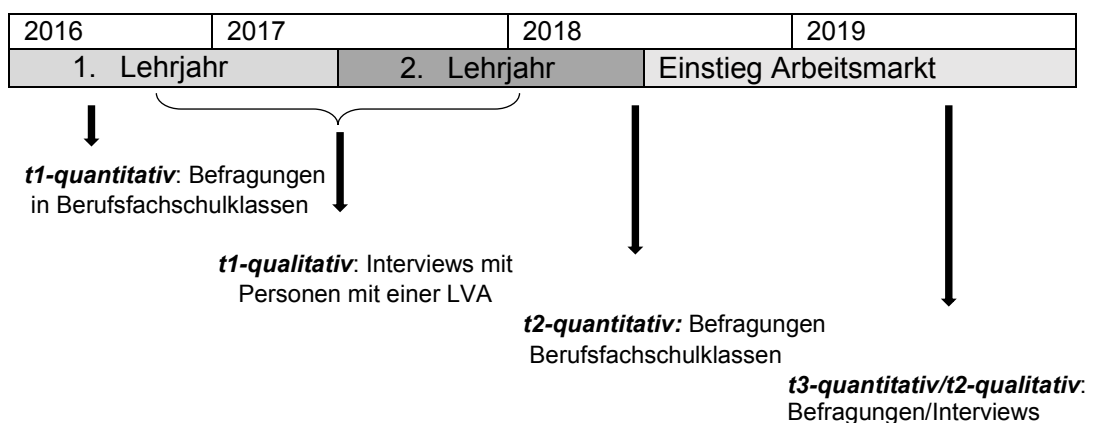 2016 2017 2018 2019
1. Lehrjahr 2. Lehrjahr Einstieg Arbeitsmarkt
t1-quantitativ: Befragungen
in Berufsfachschulklassen
t1-qualitativ: Interviews mit
Personen mit einer LVA
t2-quantitativ: Befragungen
Berufsfachschulklassen
t3-quantitativ/t2-qualitativ:
Befragungen/Interviews